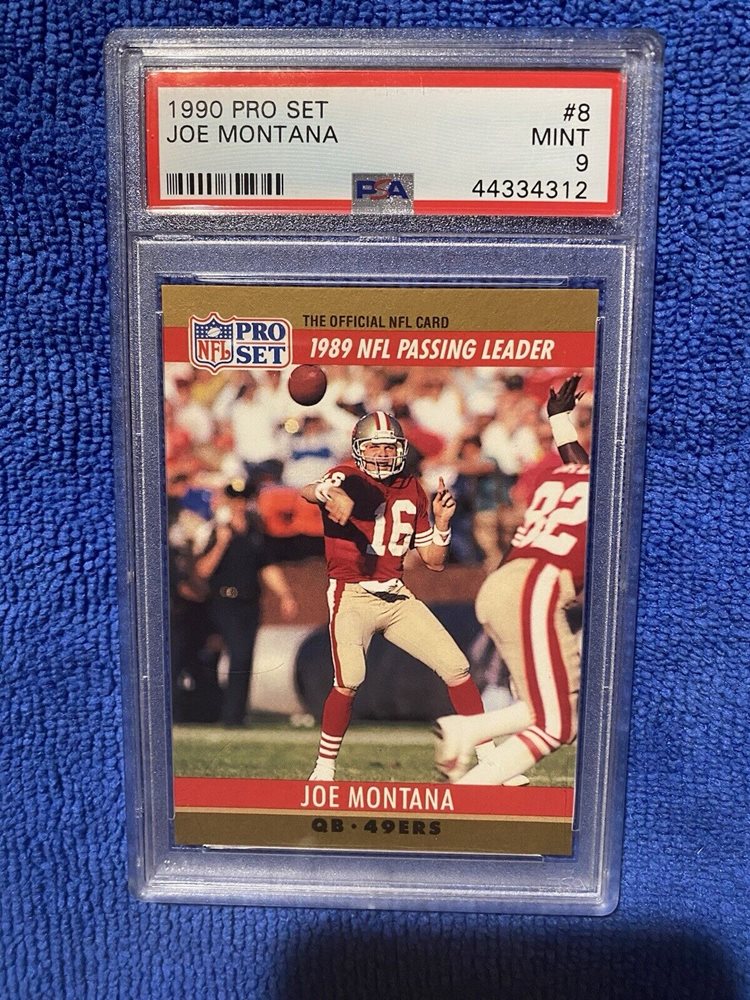 1990 PRO SET #8
JOE MONTANA MINT
9
PSA 44334312
THE OFFICIAL NFL CARD
NFL PRO SET
1989 NFL PASSING LEADER
16
16
82
JOE MONTANA
QB • 49ERS